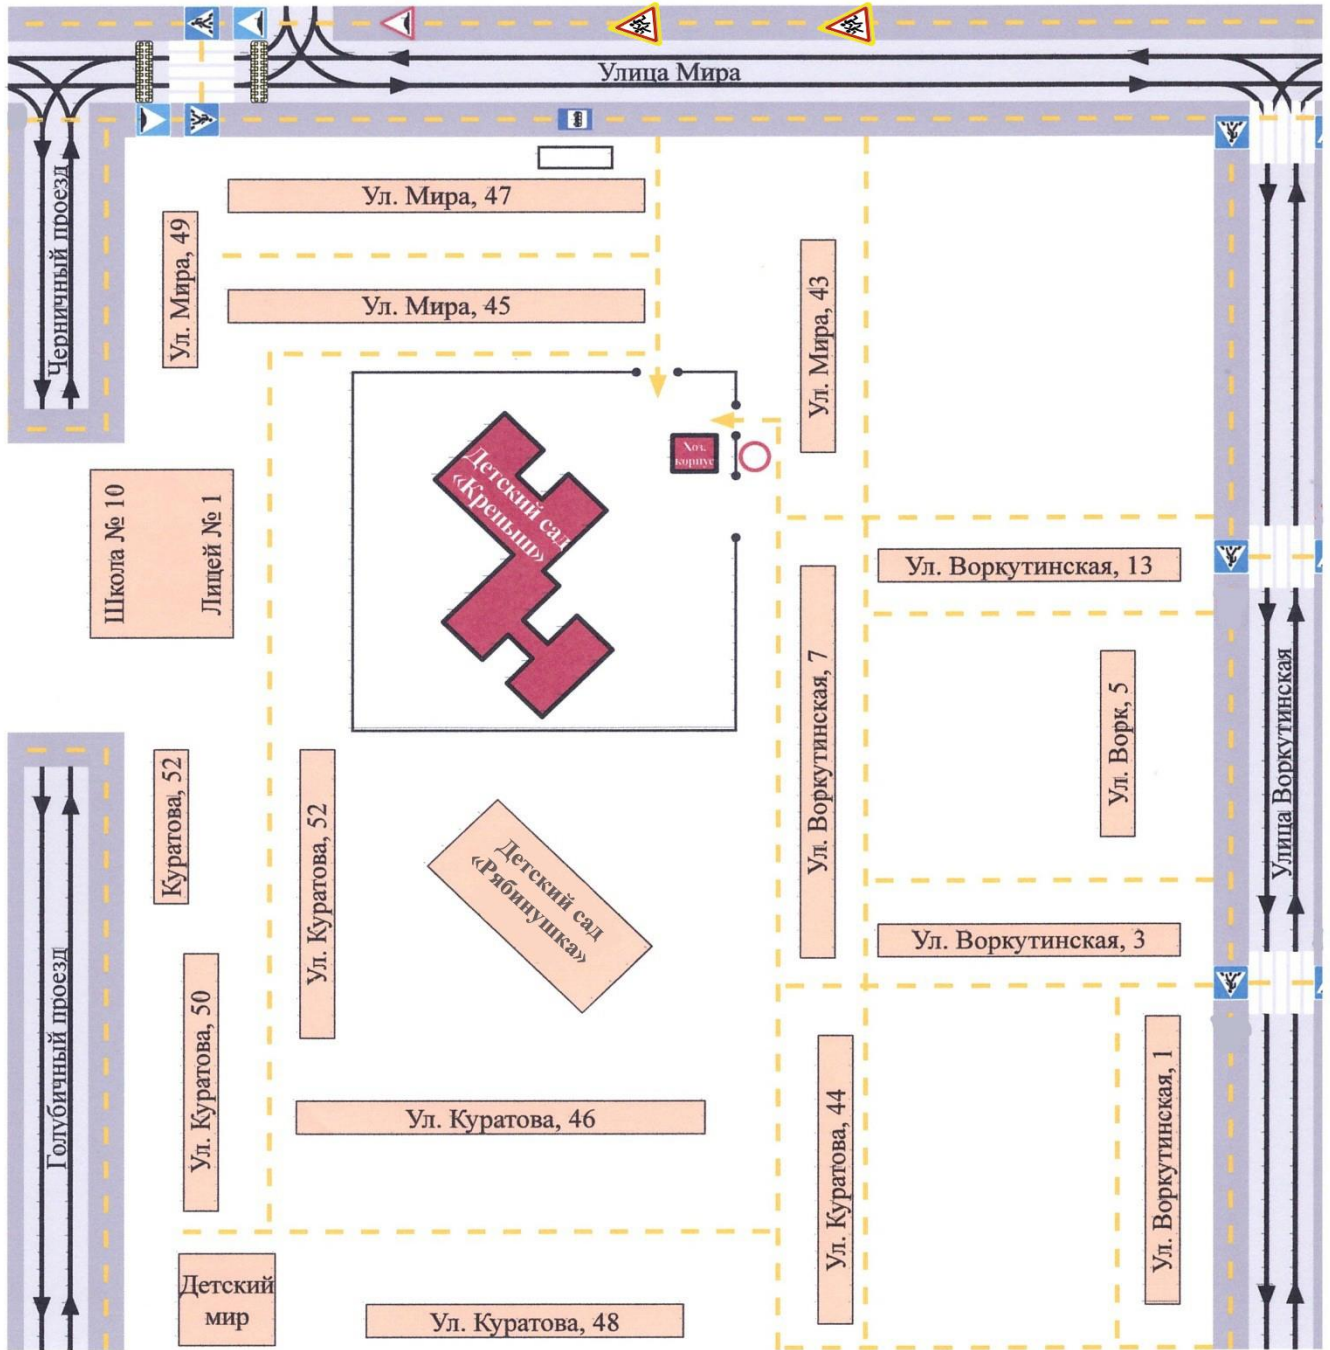 Улица Мира
Черничный проезд
Ул. Мира, 47
Ул. Мира, 49
Ул. Мира, 45
Ул. Мира, 43
Хоз.
корпус
Детский сад
«Крепыш»
Школа № 10
Лицей № 1
Ул. Воркутинская, 13
Ул. Воркутинская, 7
Ул. Ворк, 5
Улица Воркутинская
Куратова, 52
Ул. Куратова, 52
Детский сад
«Рябинушка»
Ул. Воркутинская, 3
Голубичный проезд
Ул. Куратова, 50
Ул. Куратова, 46
Ул. Куратова, 44
Ул. Воркутинская, 1
Детский
мир
Ул. Куратова, 48